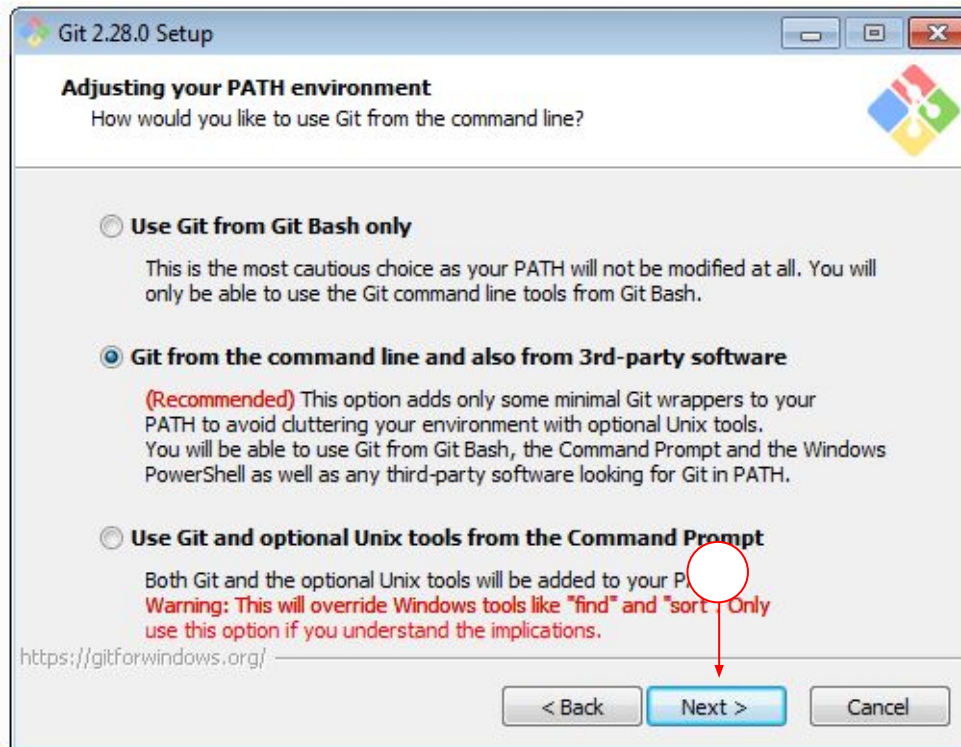 Git 2.28.0 Setup
Adjusting your PATH environment
How would you like to use Git from the command line?
Use Git from Git Bash only
This is the most cautious choice as your PATH will not be modified at all. You will
only be able to use the Git command line tools from Git Bash.
Git from the command line and also from 3rd-party software
(Recommended) This option adds only some minimal Git wrappers to your
PATH to avoid cluttering your environment with optional Unix tools.
You will be able to use Git from Git Bash, the Command Prompt and the Windows
PowerShell as well as any third-party software looking for Git in PATH.
Use Git and optional Unix tools from the Command Prompt
Both Git and the optional Unix tools will be added to your
Warning: This will override Windows tools like "find" and "sort". Only
use this option if you understand the implications.
https://gitforwindows.org/
< Back Next > Cancel